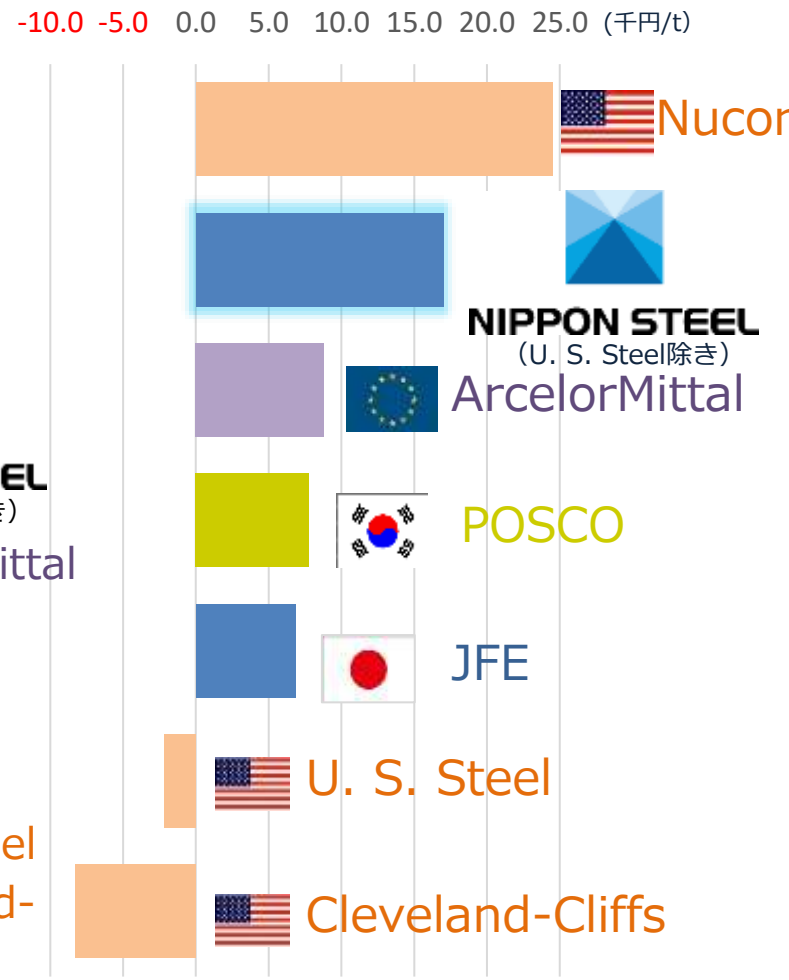 -10.0 -5.0 0.0 5.0 10.0 15.0 20.0 25.0 (千円/t)
Nucor
NIPPON STEEL
（U. S. Steel除き）
ArcelorMittal
EL
き）
POSCO
ittal
JFE
U. S. Steel
el
d-
Cleveland-Cliffs